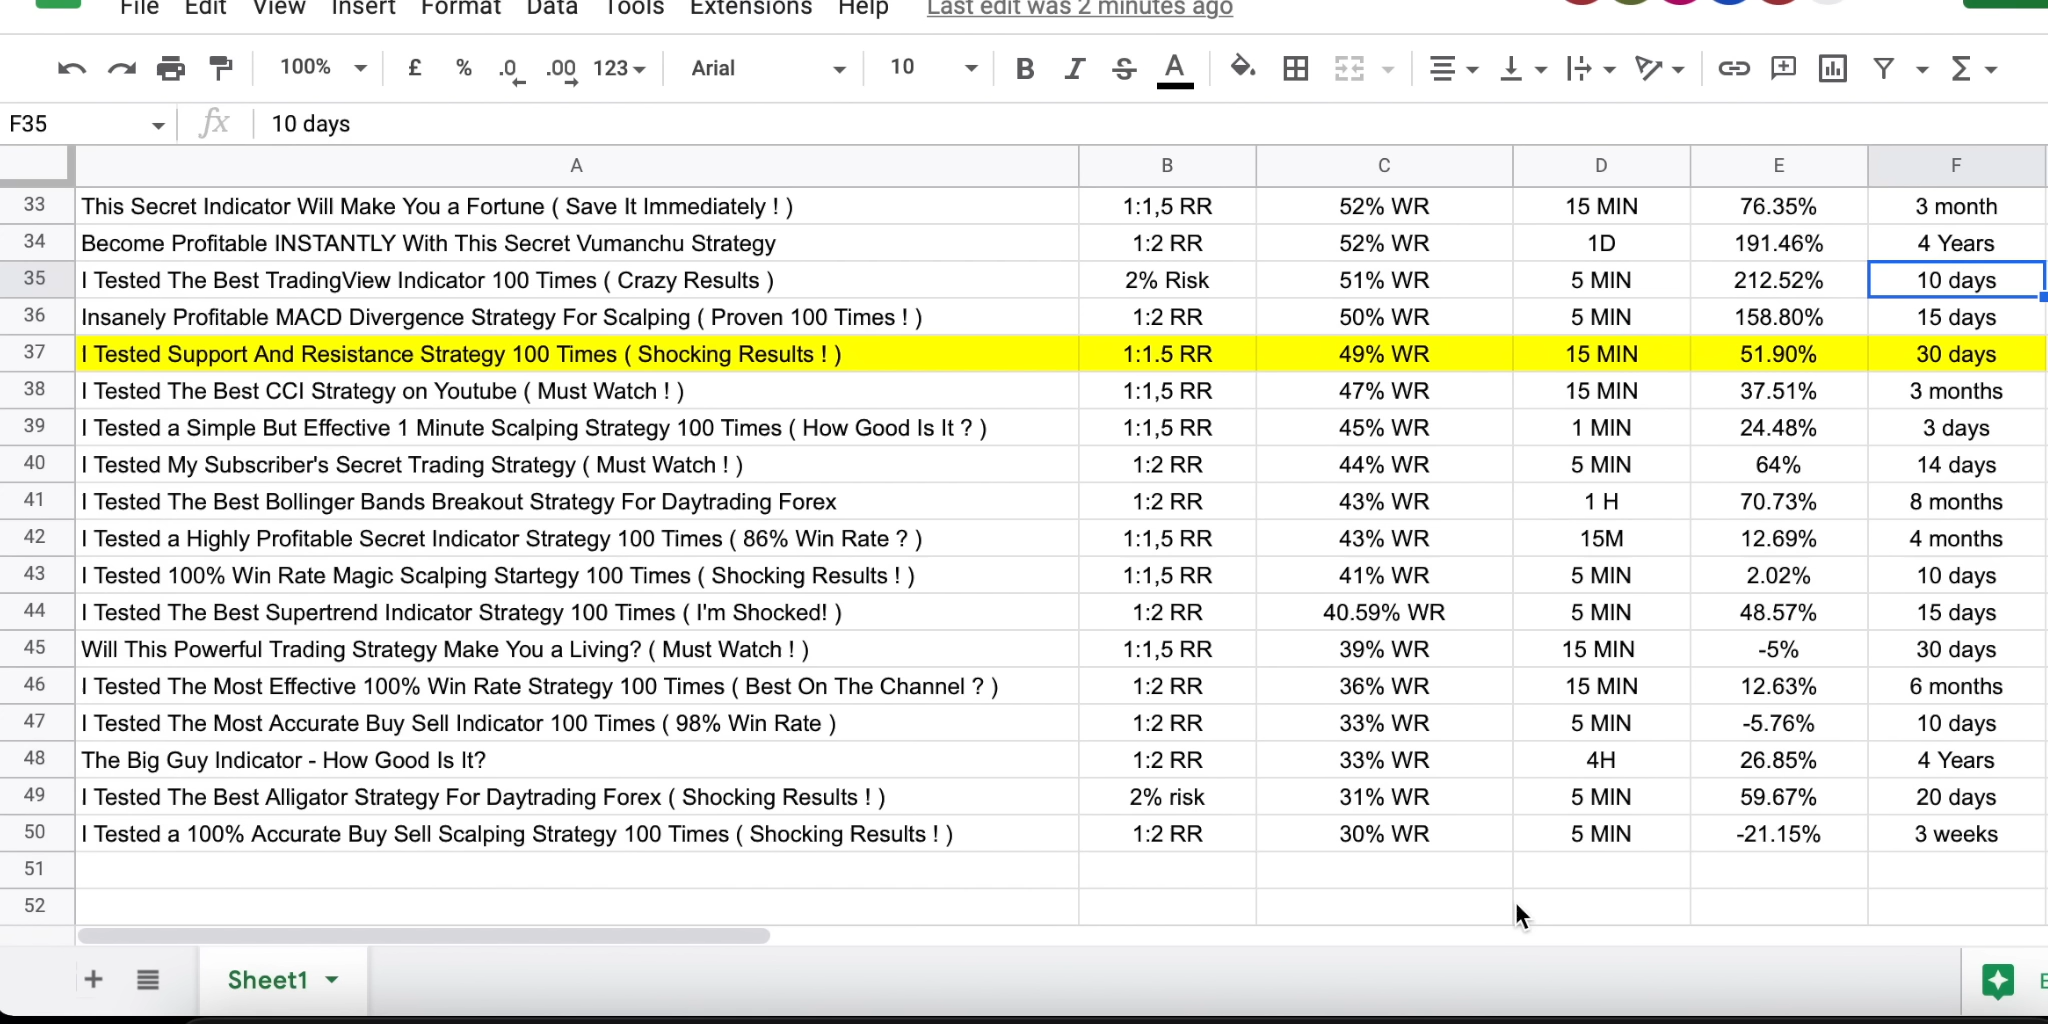 File Edit View Insert Format Data Tools Extensions Help Last edit was 2 minutes ago
100% £ % .0 .00 123 Arial 10 B I S A
F35 fx 10 days
A B C D E F
33 This Secret Indicator Will Make You a Fortune ( Save It Immediately ! ) 1:1,5 RR 52% WR 15 MIN 76.35% 3 month
34 Become Profitable INSTANTLY With This Secret Vumanchu Strategy 1:2 RR 52% WR 1D 191.46% 4 Years
35 I Tested The Best TradingView Indicator 100 Times ( Crazy Results ) 2% Risk 51% WR 5 MIN 212.52% 10 days
36 Insanely Profitable MACD Divergence Strategy For Scalping ( Proven 100 Times ! ) 1:2 RR 50% WR 5 MIN 158.80% 15 days
37 I Tested Support And Resistance Strategy 100 Times ( Shocking Results ! ) 1:1.5 RR 49% WR 15 MIN 51.90% 30 days
38 I Tested The Best CCI Strategy on Youtube ( Must Watch ! ) 1:1,5 RR 47% WR 15 MIN 37.51% 3 months
39 I Tested a Simple But Effective 1 Minute Scalping Strategy 100 Times ( How Good Is It ? ) 1:1,5 RR 45% WR 1 MIN 24.48% 3 days
40 I Tested My Subscriber's Secret Trading Strategy ( Must Watch ! ) 1:2 RR 44% WR 5 MIN 64% 14 days
41 I Tested The Best Bollinger Bands Breakout Strategy For Daytrading Forex 1:2 RR 43% WR 1 H 70.73% 8 months
42 I Tested a Highly Profitable Secret Indicator Strategy 100 Times ( 86% Win Rate ? ) 1:1,5 RR 43% WR 15M 12.69% 4 months
43 I Tested 100% Win Rate Magic Scalping Startegy 100 Times ( Shocking Results ! ) 1:1,5 RR 41% WR 5 MIN 2.02% 10 days
44 I Tested The Best Supertrend Indicator Strategy 100 Times ( I'm Shocked! ) 1:2 RR 40.59% WR 5 MIN 48.57% 15 days
45 Will This Powerful Trading Strategy Make You a Living? ( Must Watch ! ) 1:1,5 RR 39% WR 15 MIN -5% 30 days
46 I Tested The Most Effective 100% Win Rate Strategy 100 Times ( Best On The Channel ? ) 1:2 RR 36% WR 15 MIN 12.63% 6 months
47 I Tested The Most Accurate Buy Sell Indicator 100 Times ( 98% Win Rate ) 1:2 RR 33% WR 5 MIN -5.76% 10 days
48 The Big Guy Indicator - How Good Is It? 1:2 RR 33% WR 4H 26.85% 4 Years
49 I Tested The Best Alligator Strategy For Daytrading Forex ( Shocking Results ! ) 2% risk 31% WR 5 MIN 59.67% 20 days
50 I Tested a 100% Accurate Buy Sell Scalping Strategy 100 Times ( Shocking Results ! ) 1:2 RR 30% WR 5 MIN -21.15% 3 weeks
51
52
Sheet1